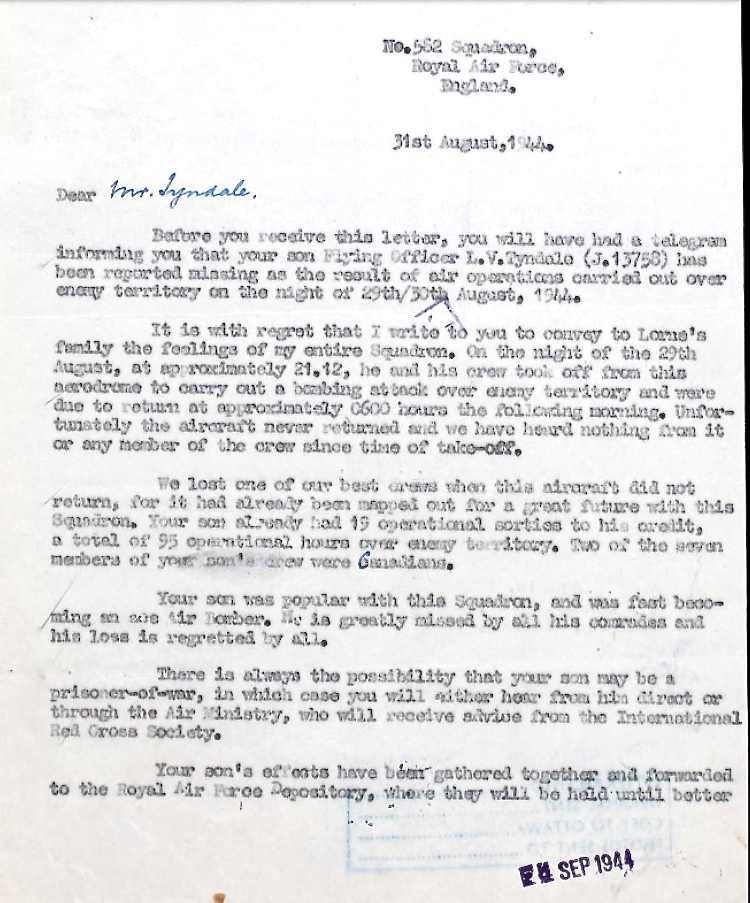 No.582 Squadron,
Royal Air Force,
England.
31st August,1944.
Dear Mr. Tyndale.
Before you receive this letter, you will have had a telegram
informing you that your son Flying Officer L.V.Tyndale (J.13758) has
been reported missing as the result of air operations carried out over
enemy territory on the night of 29th/30th August, 1944.
It is with regret that I write to you to convey to Lorne's
family the feelings of my entire Squadron. On the night of the 29th
August, at approximately 21.12, he and his crew took off from this
aerodrome to carry out a bombing attack over enemy territory and were
due to return at approximately 0600 hours the following morning. Unfor-
tunately the aircraft never returned and we have heard nothing from it
or any member of the crew since time of take-off.
We lost one of our best crews when this aircraft did not
return, for it had already been mapped out for a great future with this
Squadron. Your son already had 19 operational sorties to his credit,
a total of 95 operational hours over enemy territory. Two of the seven
members of your son's crew were Canadians.
Your son was popular with this Squadron, and was fast beco-
ming an ace Air Bomber. He is greatly missed by all his comrades and
his loss is regretted by all.
There is always the possibility that your son may be a
prisoner-of-war, in which case you will either hear from him direct or
through the Air Ministry, who will receive advise from the International
Red Cross Society.
Your son's effects have been gathered together and forwarded
to the Royal Air Force Depository, where they will be held until better
COPY TO OTTAWA
SEP 1944